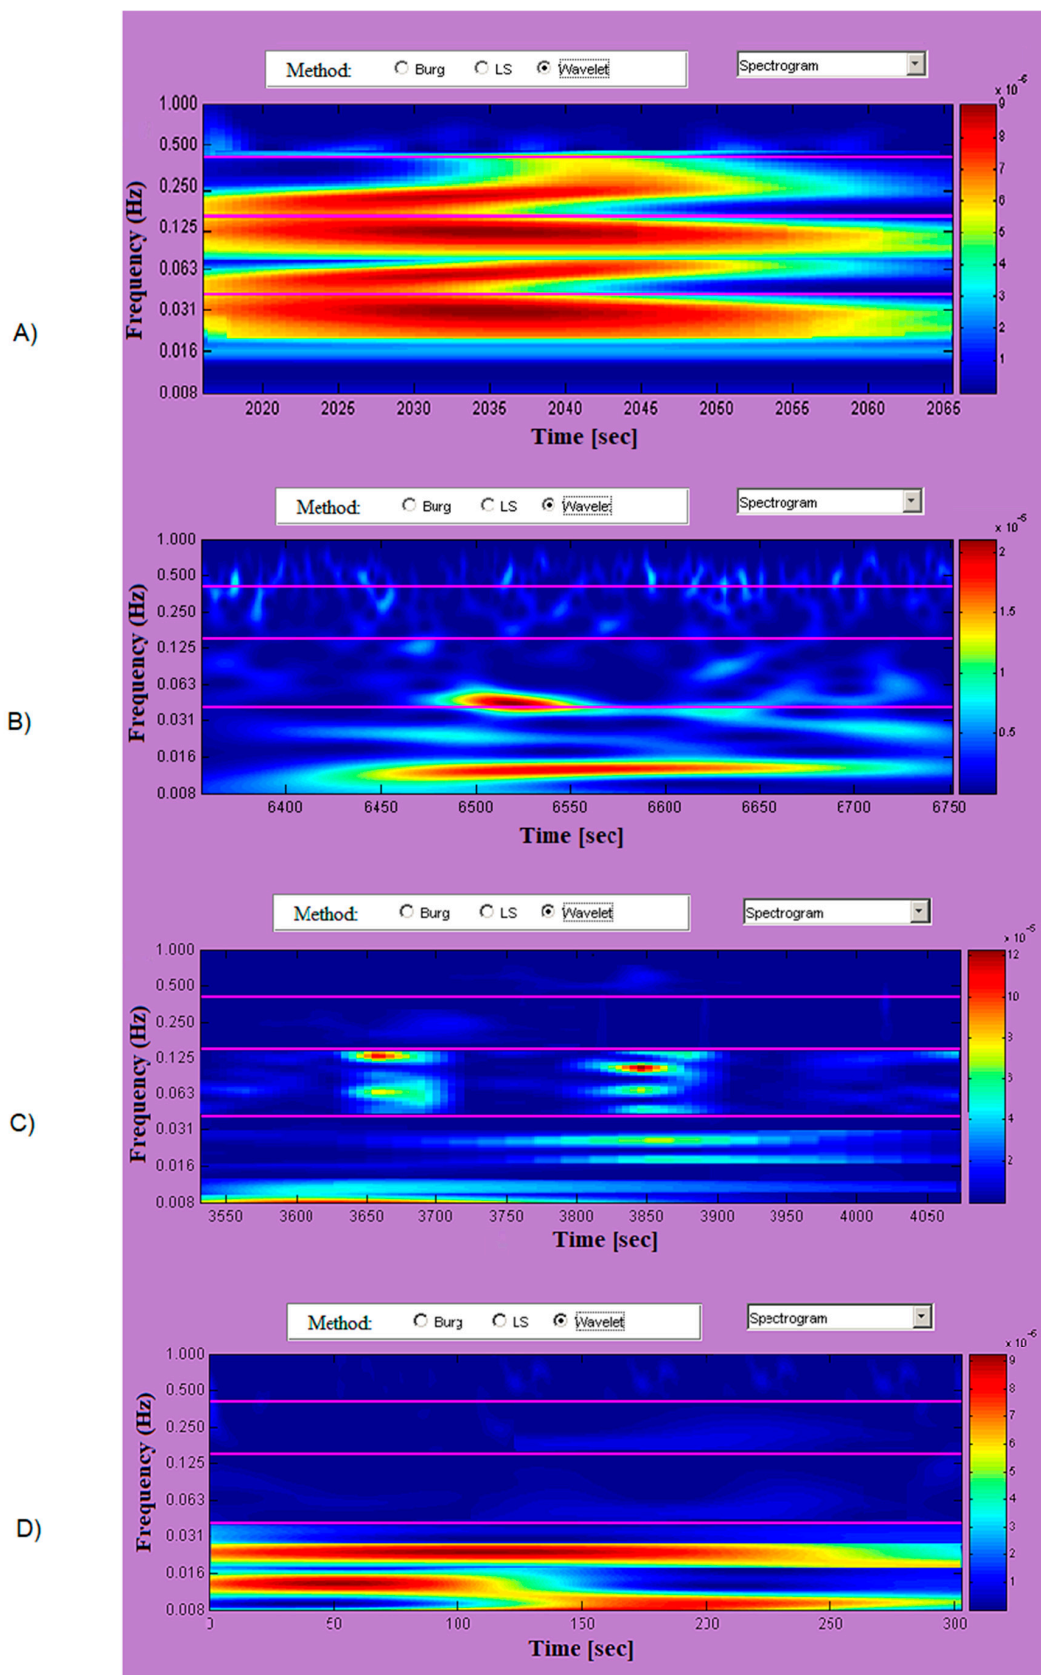 Method: Burg LS Wavelet Spectrogram
x 10⁻⁶
1.000 9
0.500 8
7
0.250 6
0.125 5
0.063 4
3
0.031 2
0.016 1
0.008
Frequency (Hz)
A)
2020 2025 2030 2035 2040 2045 2050 2055 2060 2065
Time [sec]
Method: Burg LS Wavelet Spectrogram
x 10⁻⁵
1.000 2
0.500
0.250 1.5
0.125
0.063 1
0.031 0.5
0.016
0.008
Frequency (Hz)
B)
6400 6450 6500 6550 6600 6650 6700 6750
Time [sec]
Method: Burg LS Wavelet Spectrogram
1.000 12
0.500 10
0.250
0.125
0.063
0.031 4
0.016 2
0.008
Frequency (Hz)
C)
3550 3600 3650 3700 3750 3800 3850 3900 3950 4000 4050
Time [sec]
Method: Burg LS Wavelet Spectrogram
x 10⁻⁶
1.000 9
0.500 8
7
0.250 6
0.125 5
0.063 4
3
0.031 2
0.016 1
0.008
Frequency (Hz)
D)
50 100 150 250 300
Time [sec]